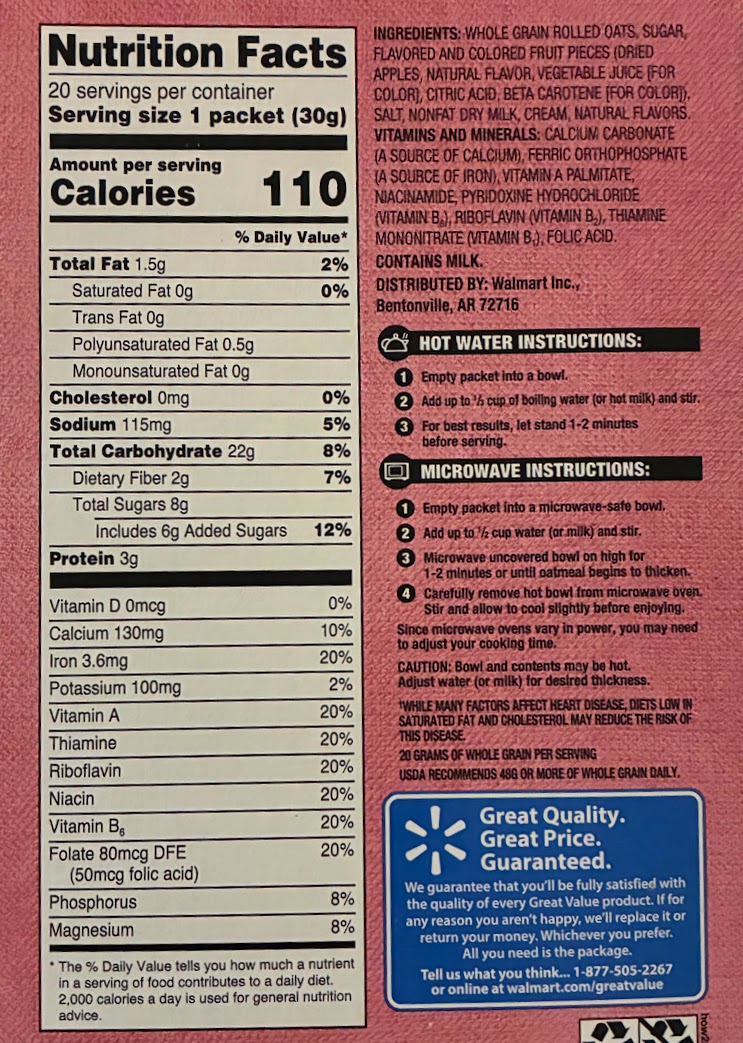 Nutrition Facts
20 servings per container
Serving size 1 packet (30g)
Amount per serving
Calories 110
% Daily Value*
Total Fat 1.5g 2%
Saturated Fat 0g 0%
Trans Fat 0g
Polyunsaturated Fat 0.5g
Monounsaturated Fat 0g
Cholesterol 0mg 0%
Sodium 115mg 5%
Total Carbohydrate 22g 8%
Dietary Fiber 2g 7%
Total Sugars 8g
Includes 6g Added Sugars 12%
Protein 3g
Vitamin D 0mcg 0%
Calcium 130mg 10%
Iron 3.6mg 20%
Potassium 100mg 2%
Vitamin A 20%
Thiamine 20%
Riboflavin 20%
Niacin 20%
Vitamin B₆ 20%
Folate 80mcg DFE 20%
(50mcg folic acid)
Phosphorus 8%
Magnesium 8%
* The % Daily Value tells you how much a nutrient
in a serving of food contributes to a daily diet.
2,000 calories a day is used for general nutrition
advice.
INGREDIENTS: WHOLE GRAIN ROLLED OATS, SUGAR,
FLAVORED AND COLORED FRUIT PIECES (DRIED
APPLES, NATURAL FLAVOR, VEGETABLE JUICE [FOR
COLOR], CITRIC ACID, BETA CAROTENE [FOR COLOR]),
SALT, NONFAT DRY MILK, CREAM, NATURAL FLAVORS.
VITAMINS AND MINERALS: CALCIUM CARBONATE
(A SOURCE OF CALCIUM), FERRIC ORTHOPHOSPHATE
(A SOURCE OF IRON), VITAMIN A PALMITATE,
NIACINAMIDE, PYRIDOXINE HYDROCHLORIDE
(VITAMIN B₆), RIBOFLAVIN (VITAMIN B₂), THIAMINE
MONONITRATE (VITAMIN B₁), FOLIC ACID.
CONTAINS MILK.
DISTRIBUTED BY: Walmart Inc.,
Bentonville, AR 72716
HOT WATER INSTRUCTIONS:
1 Empty packet into a bowl.
2 Add up to ½ cup of boiling water (or hot milk) and stir.
3 For best results, let stand 1-2 minutes
before serving.
MICROWAVE INSTRUCTIONS:
1 Empty packet into a microwave-safe bowl.
2 Add up to ½ cup water (or milk) and stir.
3 Microwave uncovered bowl on high for
1-2 minutes or until oatmeal begins to thicken.
4 Carefully remove hot bowl from microwave oven.
Stir and allow to cool slightly before enjoying.
Since microwave ovens vary in power, you may need
to adjust your cooking time.
CAUTION: Bowl and contents may be hot.
Adjust water (or milk) for desired thickness.
†WHILE MANY FACTORS AFFECT HEART DISEASE, DIETS LOW IN
SATURATED FAT AND CHOLESTEROL MAY REDUCE THE RISK OF
THIS DISEASE.
20 GRAMS OF WHOLE GRAIN PER SERVING
USDA RECOMMENDS 48G OR MORE OF WHOLE GRAIN DAILY.
Great Quality.
Great Price.
Guaranteed.
We guarantee that you'll be fully satisfied with
the quality of every Great Value product. If for
any reason you aren't happy, we'll replace it or
return your money. Whichever you prefer.
All you need is the package.
Tell us what you think... 1-877-505-2267
or online at walmart.com/greatvalue
how2